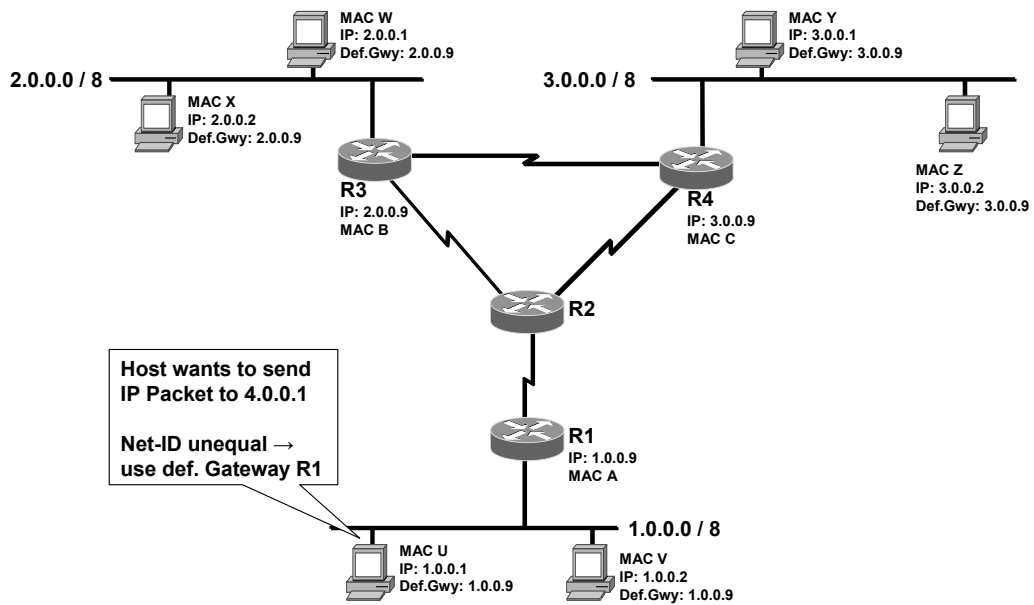 MAC W
IP: 2.0.0.1
Def.Gwy: 2.0.0.9
MAC Y
IP: 3.0.0.1
Def.Gwy: 3.0.0.9
2.0.0.0 / 8
3.0.0.0 / 8
MAC X
IP: 2.0.0.2
Def.Gwy: 2.0.0.9
MAC Z
IP: 3.0.0.2
Def.Gwy: 3.0.0.9
R3
IP: 2.0.0.9
MAC B
R4
IP: 3.0.0.9
MAC C
R2
Host wants to send
IP Packet to 4.0.0.1
Net-ID unequal →
use def. Gateway R1
R1
IP: 1.0.0.9
MAC A
1.0.0.0 / 8
MAC U
IP: 1.0.0.1
Def.Gwy: 1.0.0.9
MAC V
IP: 1.0.0.2
Def.Gwy: 1.0.0.9